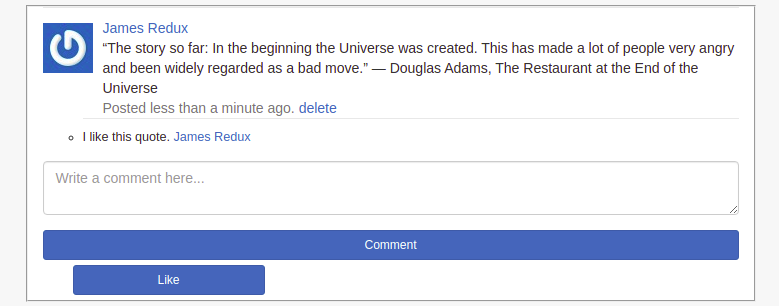 James Redux
“The story so far: In the beginning the Universe was created. This has made a lot of people very angry
and been widely regarded as a bad move.” — Douglas Adams, The Restaurant at the End of the
Universe
Posted less than a minute ago. delete
I like this quote. James Redux
Write a comment here...
Comment
Like